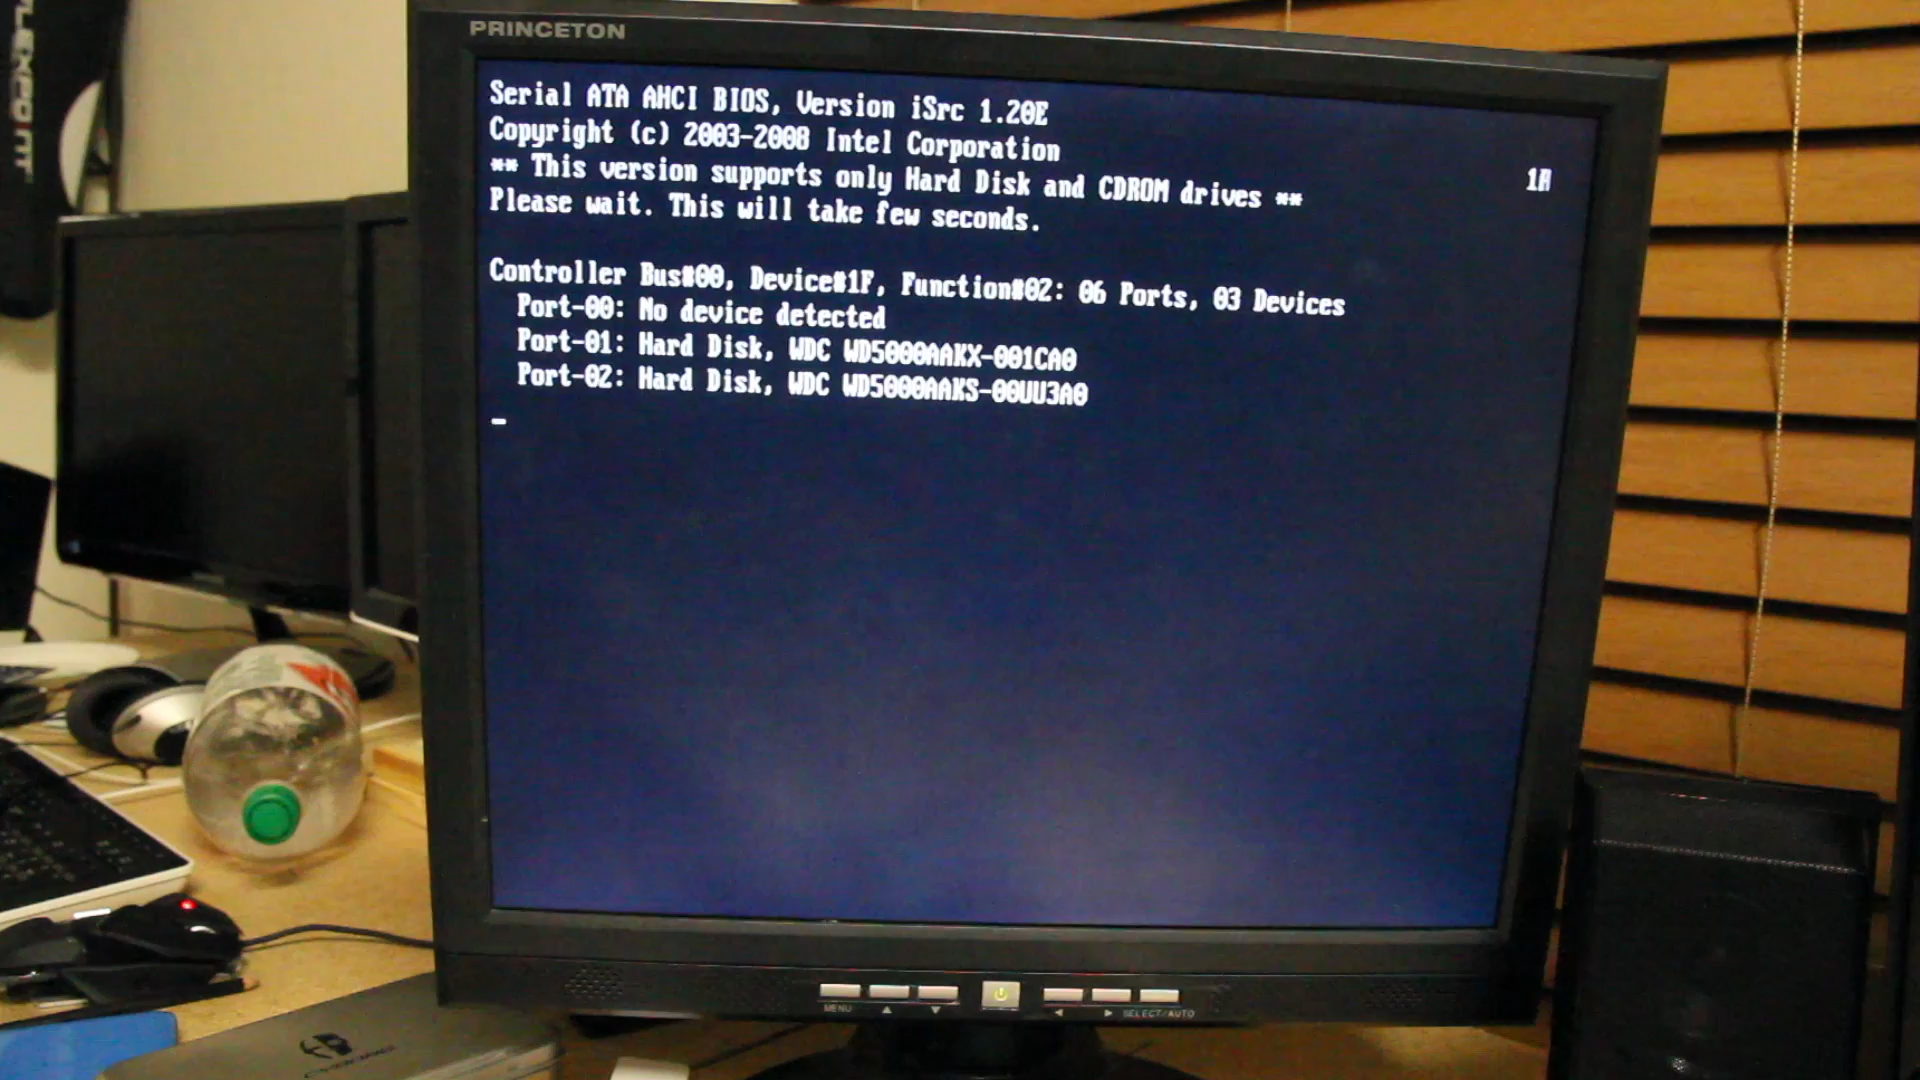 PLEXPO NT
PRINCETON
Serial ATA AHCI BIOS, Version iSrc 1.20E
Copyright (c) 2003-2008 Intel Corporation
** This version supports only Hard Disk and CDROM drives **
Please wait. This will take few seconds.
1A
Controller Bus#00, Device#1F, Function#02: 06 Ports, 03 Devices
Port-00: No device detected
Port-01: Hard Disk, WDC WD5000AAKX-001CA0
Port-02: Hard Disk, WDC WD5000AAKS-00UU3A0
MENU
SELECT/AUTO